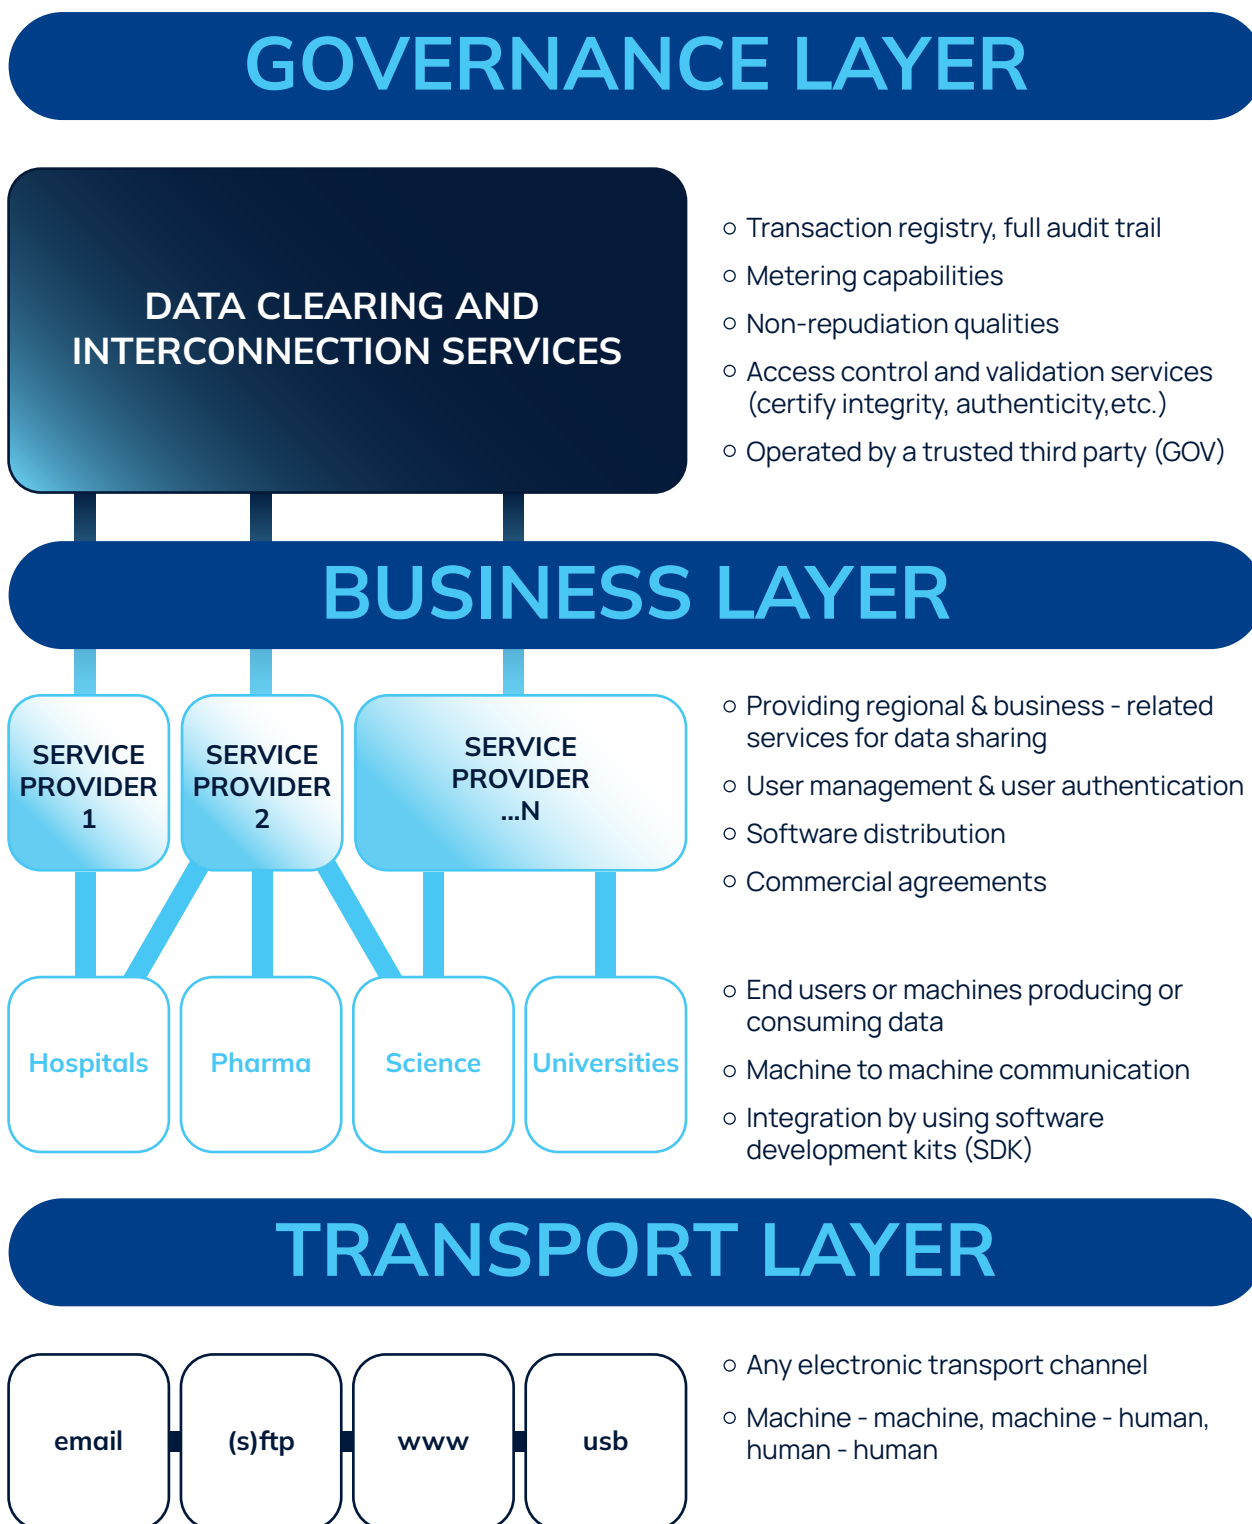 GOVERNANCE LAYER
DATA CLEARING AND
INTERCONNECTION SERVICES
Transaction registry, full audit trail
Metering capabilities
Non-repudiation qualities
Access control and validation services
(certify integrity, authenticity,etc.)
Operated by a trusted third party (GOV)
BUSINESS LAYER
SERVICE
PROVIDER
1
SERVICE
PROVIDER
2
SERVICE
PROVIDER
...N
Providing regional & business - related
services for data sharing
User management & user authentication
Software distribution
Commercial agreements
Hospitals
Pharma
Science
Universities
End users or machines producing or
consuming data
Machine to machine communication
Integration by using software
development kits (SDK)
TRANSPORT LAYER
email
(s)ftp
www
usb
Any electronic transport channel
Machine - machine, machine - human,
human - human